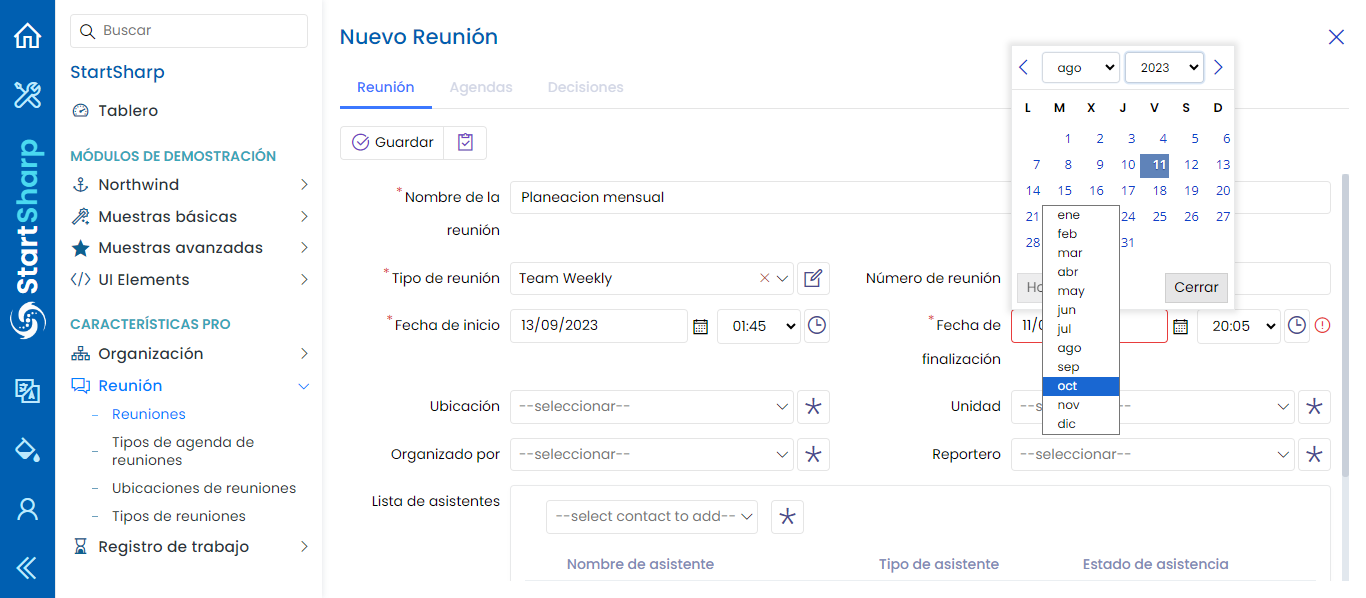 StartSharp
Buscar
StartSharp
Tablero
MÓDULOS DE DEMOSTRACIÓN
Northwind
Muestras básicas
Muestras avanzadas
UI Elements
CARACTERÍSTICAS PRO
Organización
Reunión
Reuniones
Tipos de agenda de
reuniones
Ubicaciones de reuniones
Tipos de reuniones
Registro de trabajo
Nuevo Reunión
Reunión
Agendas
Decisiones
Guardar
*Nombre de la
reunión
Planeacion mensual
*Tipo de reunión
Team Weekly
Número de reunión
*Fecha de inicio
13/09/2023
01:45
*Fecha de
finalización
11/0
20:05
Ubicación
--seleccionar--
Unidad
--s
--
Organizado por
--seleccionar--
Reportero
--seleccionar--
Lista de asistentes
--select contact to add--
Nombre de asistente
Tipo de asistente
Estado de asistencia
ago
2023
L M X J V S D
1 2 3 4 5 6
7 8 9 10 11 12 13
14 15 16 17 18 19 20
21 24 25 26 27
28 31
Cerrar
ene
feb
mar
abr
may
jun
jul
ago
sep
oct
nov
dic